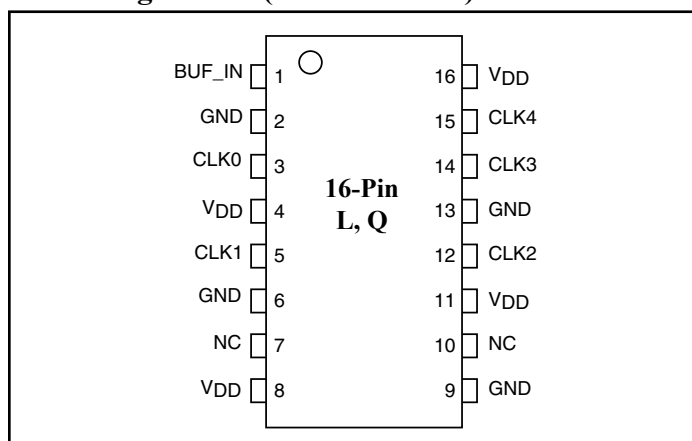 BUF_IN 1 16 VDD
GND 2 15 CLK4
CLK0 3 14 CLK3
16-Pin
VDD 4 13 GND
L, Q
CLK1 5 12 CLK2
GND 6 11 VDD
NC 7 10 NC
VDD 8 9 GND